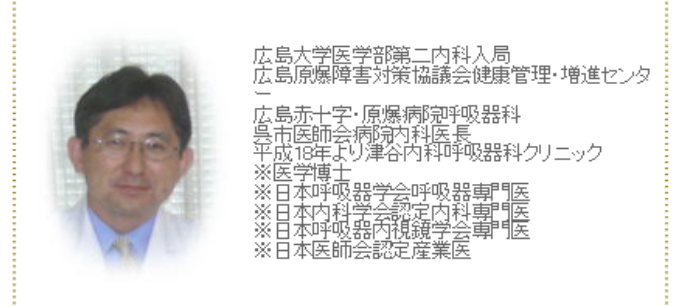 広島大学医学部第二内科入局
広島原爆障害対策協議会健康管理・増進センタ
ー
広島赤十字・原爆病院呼吸器科
呉市医師会病院内科医長
平成18年より津谷内科呼吸器科クリニック
※医学博士
※日本呼吸器学会呼吸器専門医
※日本内科学会認定内科専門医
※日本呼吸器内視鏡学会専門医
※日本医師会認定産業医